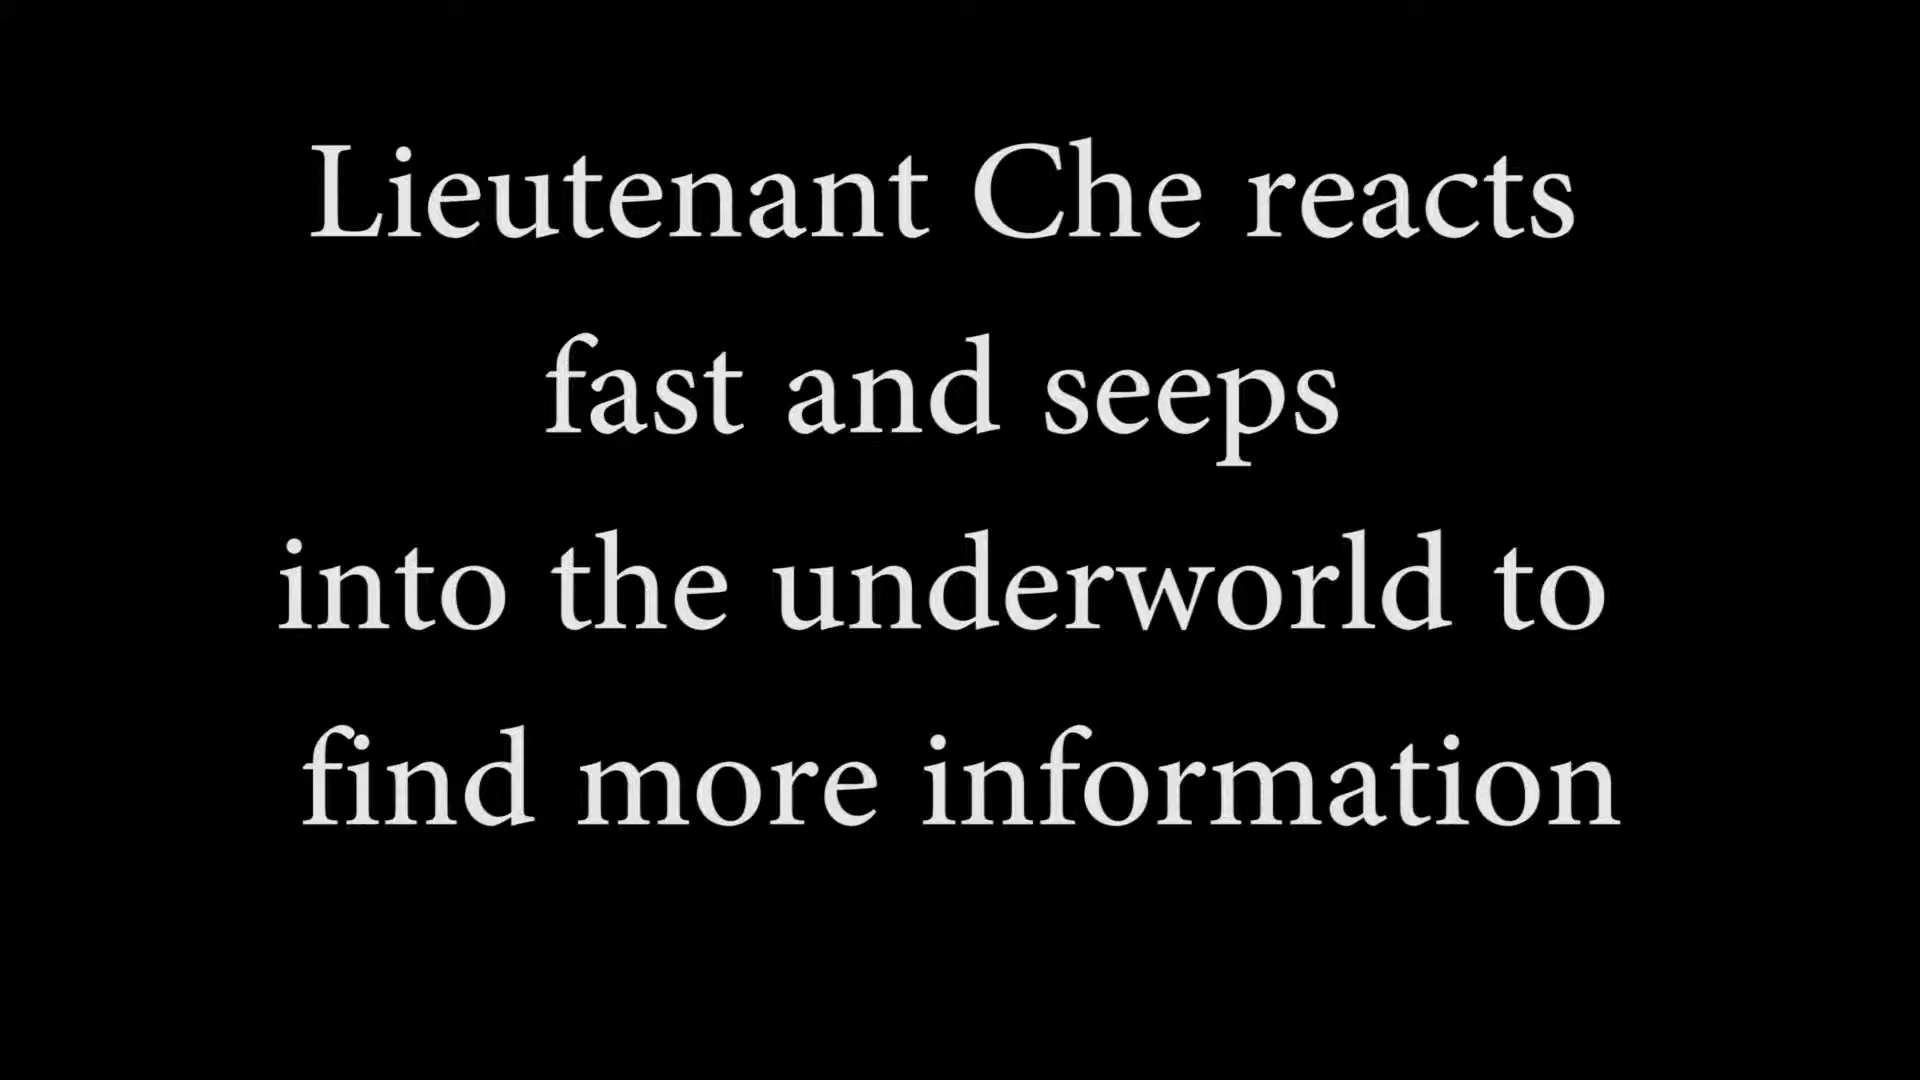 Lieutenant Che reacts
fast and seeps
into the underworld to
find more information